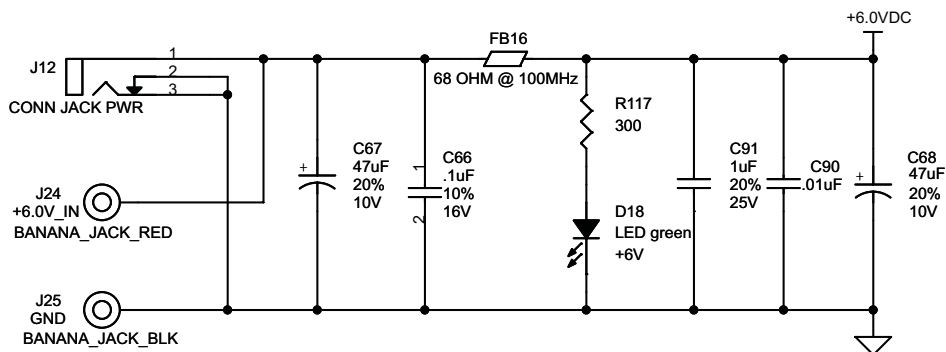 +6.0VDC
J12
1
2
3
CONN JACK PWR
FB16
68 OHM @ 100MHz
R117
300
+
C67
47uF
20%
10V
1
C66
.1uF
10%
16V
2
C91
1uF
20%
25V
C90
.01uF
+
C68
47uF
20%
10V
J24
+6.0V_IN
BANANA_JACK_RED
D18
LED green
+6V
J25
GND
BANANA_JACK_BLK